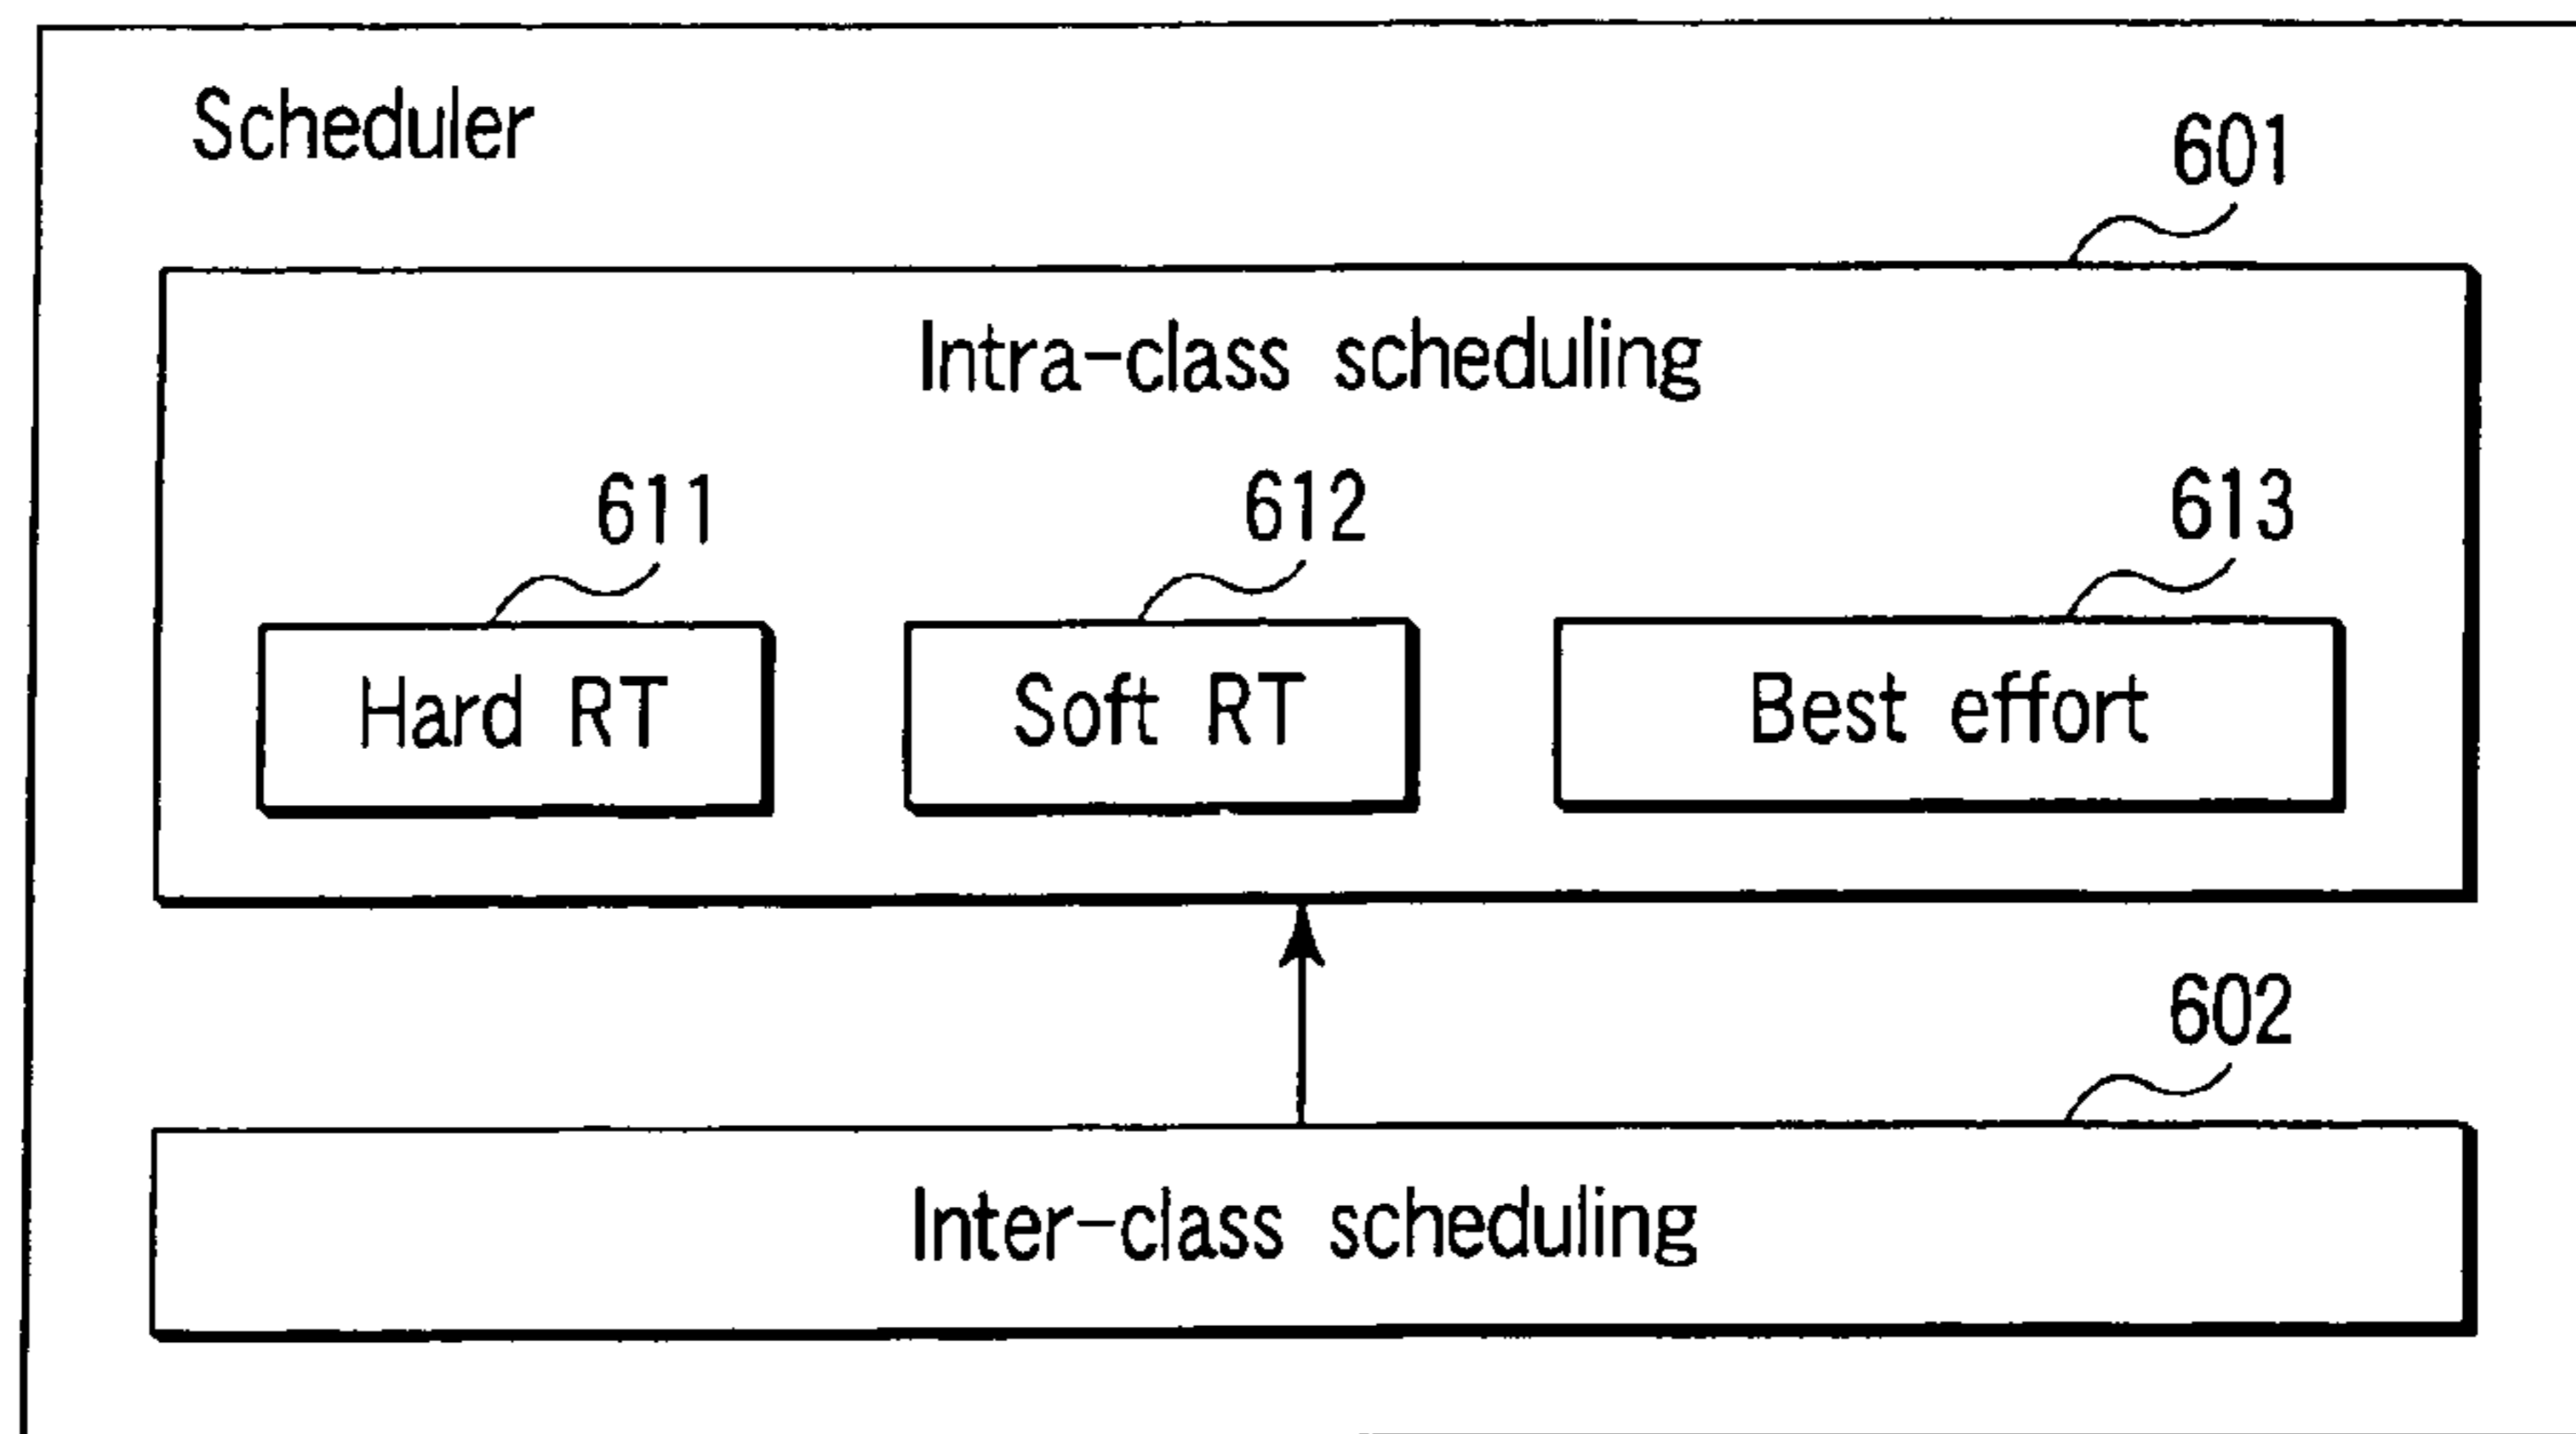 Scheduler
601
Intra-class scheduling
611 612 613
Hard RT Soft RT Best effort
602
Inter-class scheduling